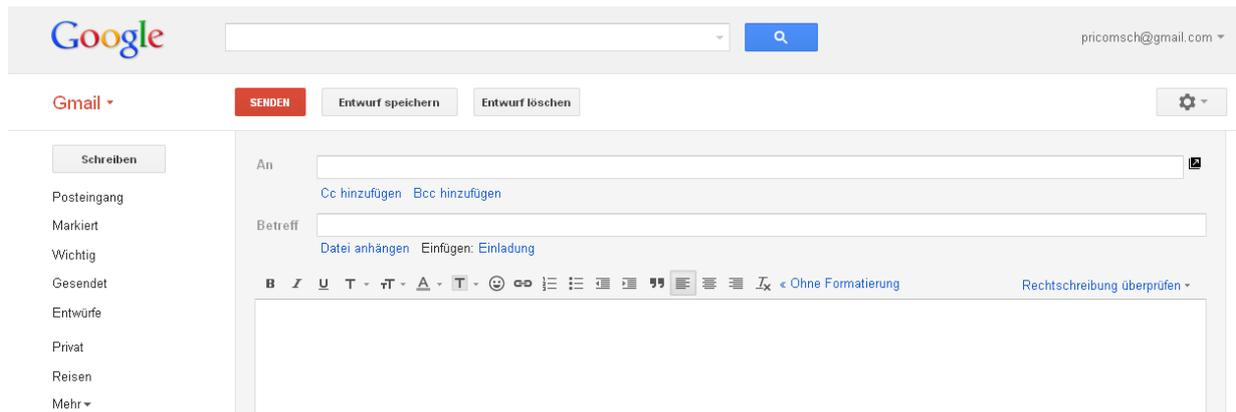 Google
pricomsch@gmail.com
Gmail
SENDEN Entwurf speichern Entwurf löschen
Schreiben
An
Cc hinzufügen Bcc hinzufügen
Posteingang
Markiert
Betreff
Datei anhängen Einfügen: Einladung
Wichtig
Gesendet
B I U T T A T « Ohne Formatierung Rechtschreibung überprüfen
Entwürfe
Privat
Reisen
Mehr